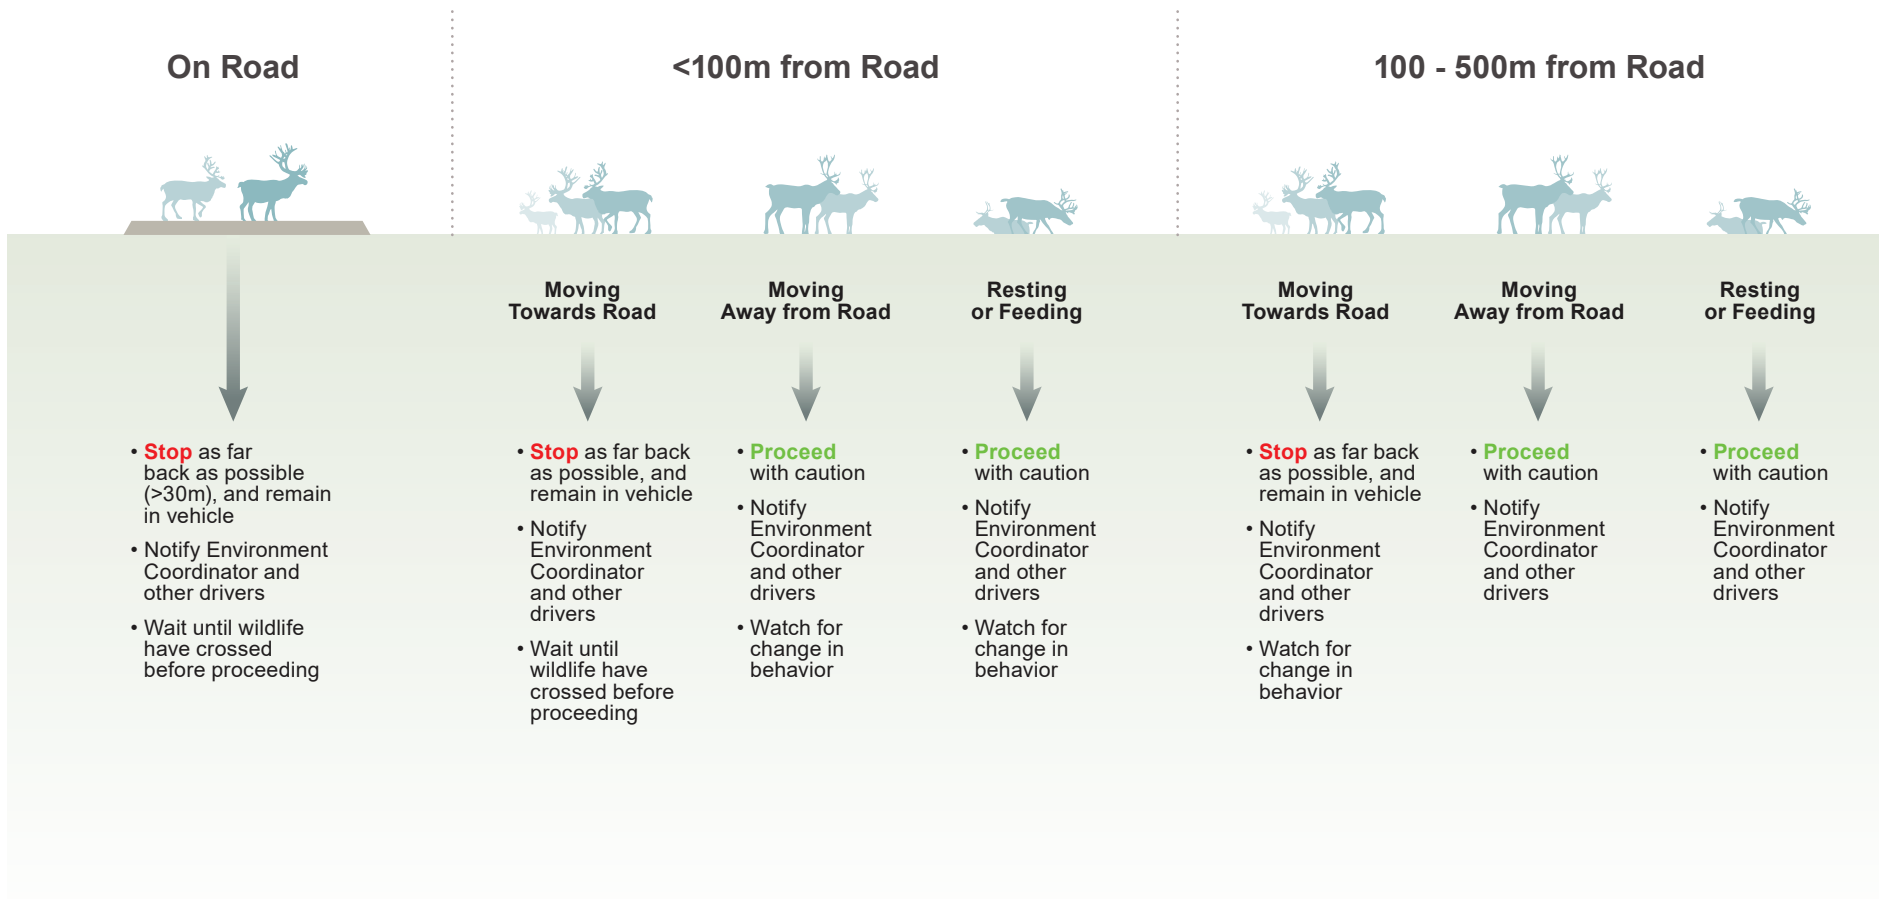 On Road
<100m from Road
100 - 500m from Road
Moving
Towards Road
Moving
Away from Road
Resting
or Feeding
Moving
Towards Road
Moving
Away from Road
Resting
or Feeding
• Stop as far
back as possible
(>30m), and remain
in vehicle
• Notify Environment
Coordinator and
other drivers
• Wait until wildlife
have crossed
before proceeding
• Stop as far back
as possible, and
remain in vehicle
• Notify
Environment
Coordinator
and other
drivers
• Wait until
wildlife have
crossed before
proceeding
• Proceed
with caution
• Notify
Environment
Coordinator
and other
drivers
• Watch for
change in
behavior
• Proceed
with caution
• Notify
Environment
Coordinator
and other
drivers
• Watch for
change in
behavior
• Stop as far back
as possible, and
remain in vehicle
• Notify
Environment
Coordinator
and other
drivers
• Watch for
change in
behavior
• Proceed
with caution
• Notify
Environment
Coordinator
and other
drivers
• Proceed
with caution
• Notify
Environment
Coordinator
and other
drivers